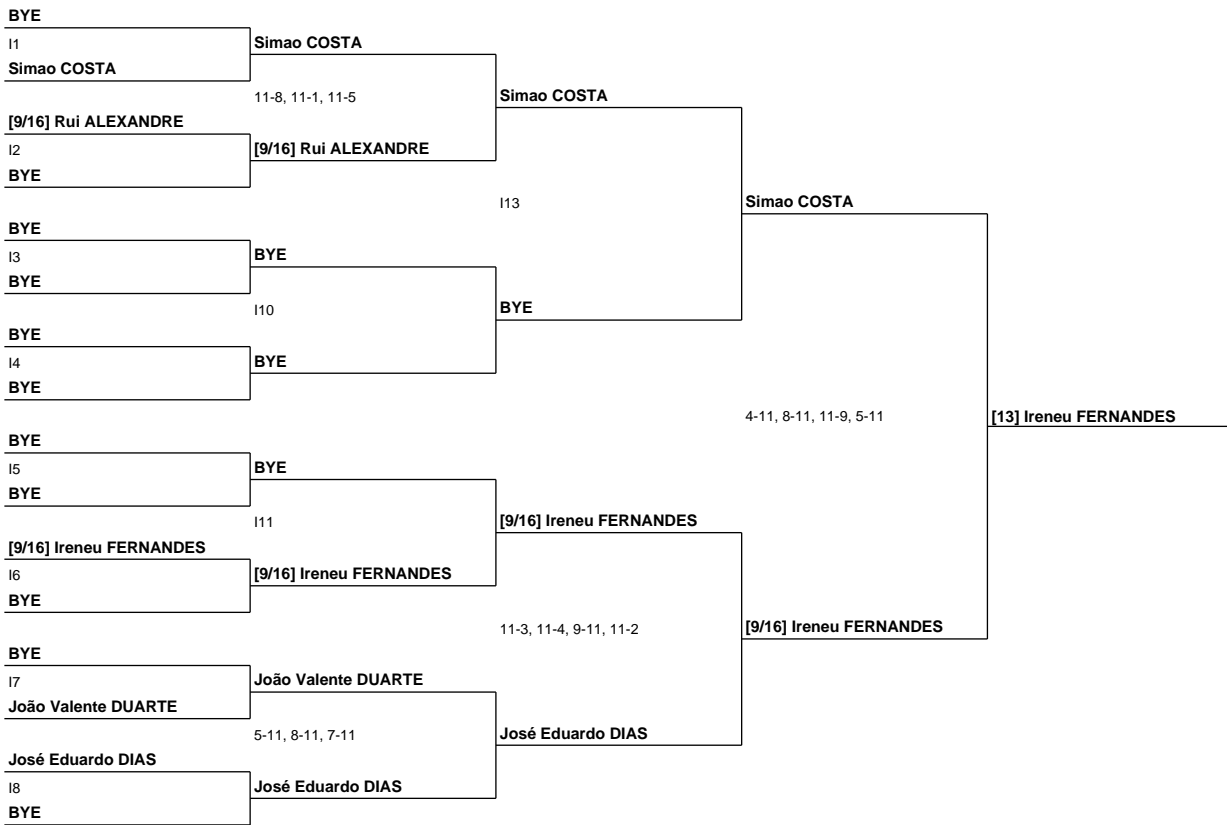 BYE
I1
Simao COSTA
Simao COSTA
11-8, 11-1, 11-5
Simao COSTA
[9/16] Rui ALEXANDRE
I2
[9/16] Rui ALEXANDRE
BYE
I13
Simao COSTA
BYE
I3
BYE
BYE
I10
BYE
BYE
I4
BYE
BYE
4-11, 8-11, 11-9, 5-11
[13] Ireneu FERNANDES
BYE
I5
BYE
BYE
I11
[9/16] Ireneu FERNANDES
[9/16] Ireneu FERNANDES
I6
[9/16] Ireneu FERNANDES
BYE
11-3, 11-4, 9-11, 11-2
[9/16] Ireneu FERNANDES
BYE
I7
João Valente DUARTE
João Valente DUARTE
5-11, 8-11, 7-11
José Eduardo DIAS
José Eduardo DIAS
I8
José Eduardo DIAS
BYE